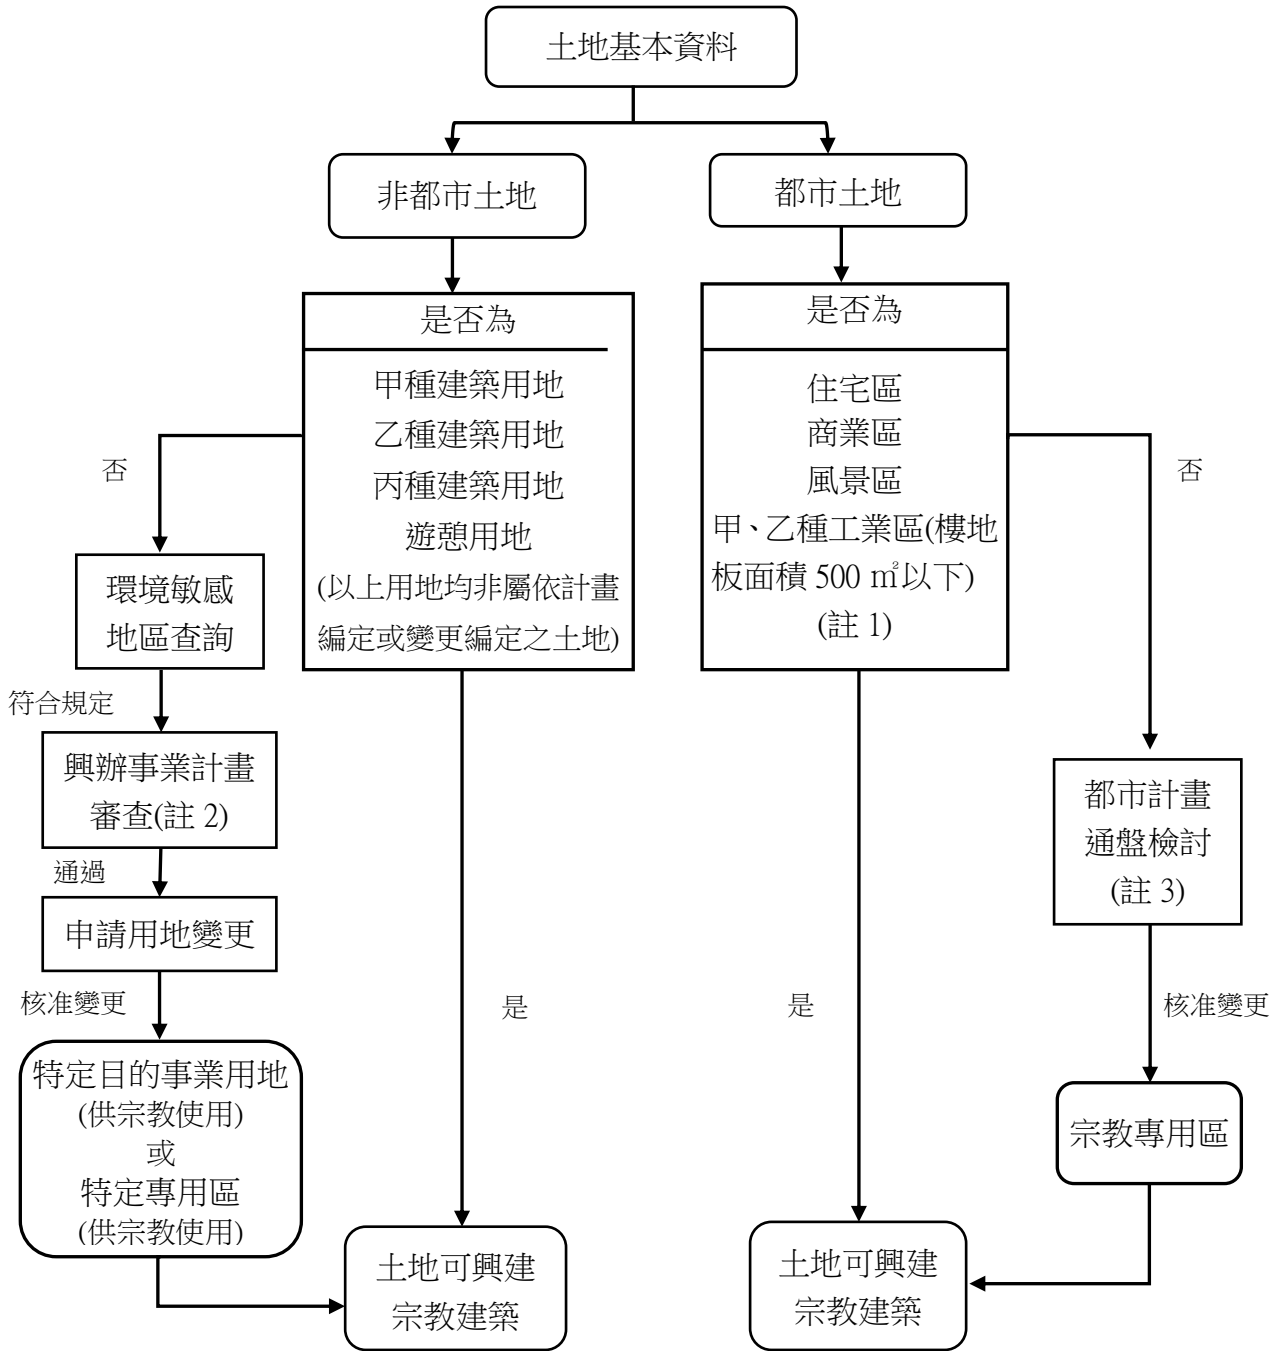 土地基本資料
非都市土地
都市土地
是否為
甲種建築用地
乙種建築用地
丙種建築用地
遊憩用地
(以上用地均非屬依計畫
編定或變更編定之土地)
是否為
住宅區
商業區
風景區
甲、乙種工業區(樓地
板面積 500 ㎡以下)
(註 1)
否
否
環境敏感
地區查詢
符合規定
興辦事業計畫
審查(註 2)
通過
申請用地變更
核准變更
特定目的事業用地
(供宗教使用)
或
特定專用區
(供宗教使用)
是
土地可興建
宗教建築
是
土地可興建
宗教建築
都市計畫
通盤檢討
(註 3)
核准變更
宗教專用區